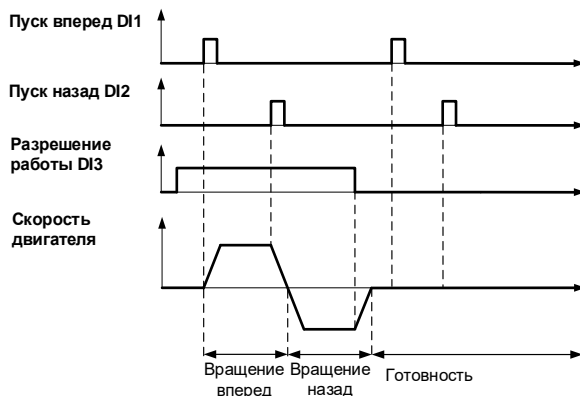 Пуск вперед DI1
Пуск назад DI2
Разрешение
работы DI3
Скорость
двигателя
Вращение
вперед
Вращение
назад
Готовность